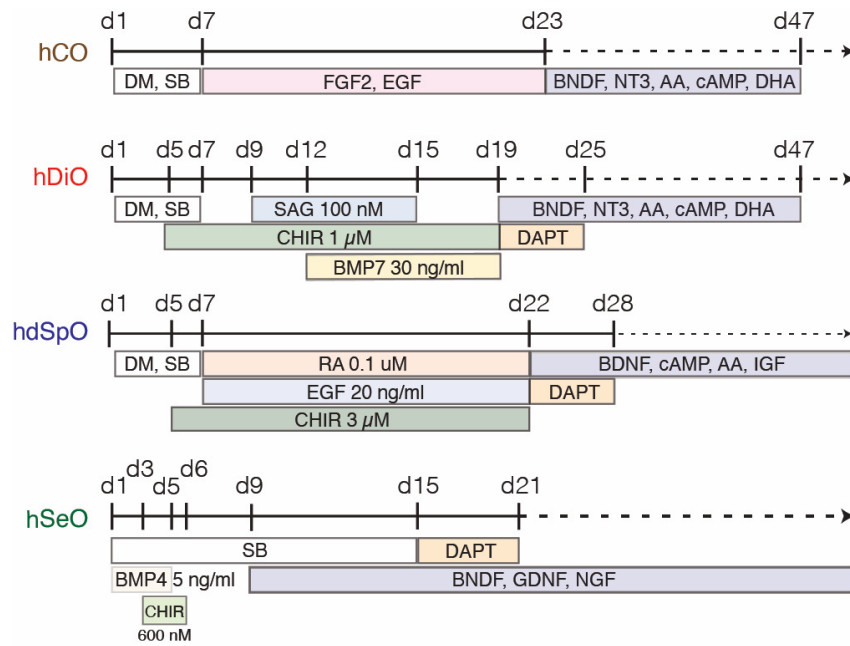 d1 d7 d23 d47
hCO
DM, SB FGF2, EGF BNDF, NT3, AA, cAMP, DHA
d1 d5 d7 d9 d12 d15 d19 d25 d47
hDiO
DM, SB SAG 100 nM BNDF, NT3, AA, cAMP, DHA
CHIR 1 µM DAPT
BMP7 30 ng/ml
d1 d5 d7 d22 d28
hdSpO
DM, SB RA 0.1 uM BDNF, cAMP, AA, IGF
EGF 20 ng/ml DAPT
CHIR 3 µM
d3 d6
d1 d5 d9 d15 d21
hSeO
SB DAPT
BMP4 5 ng/ml BNDF, GDNF, NGF
CHIR
600 nM